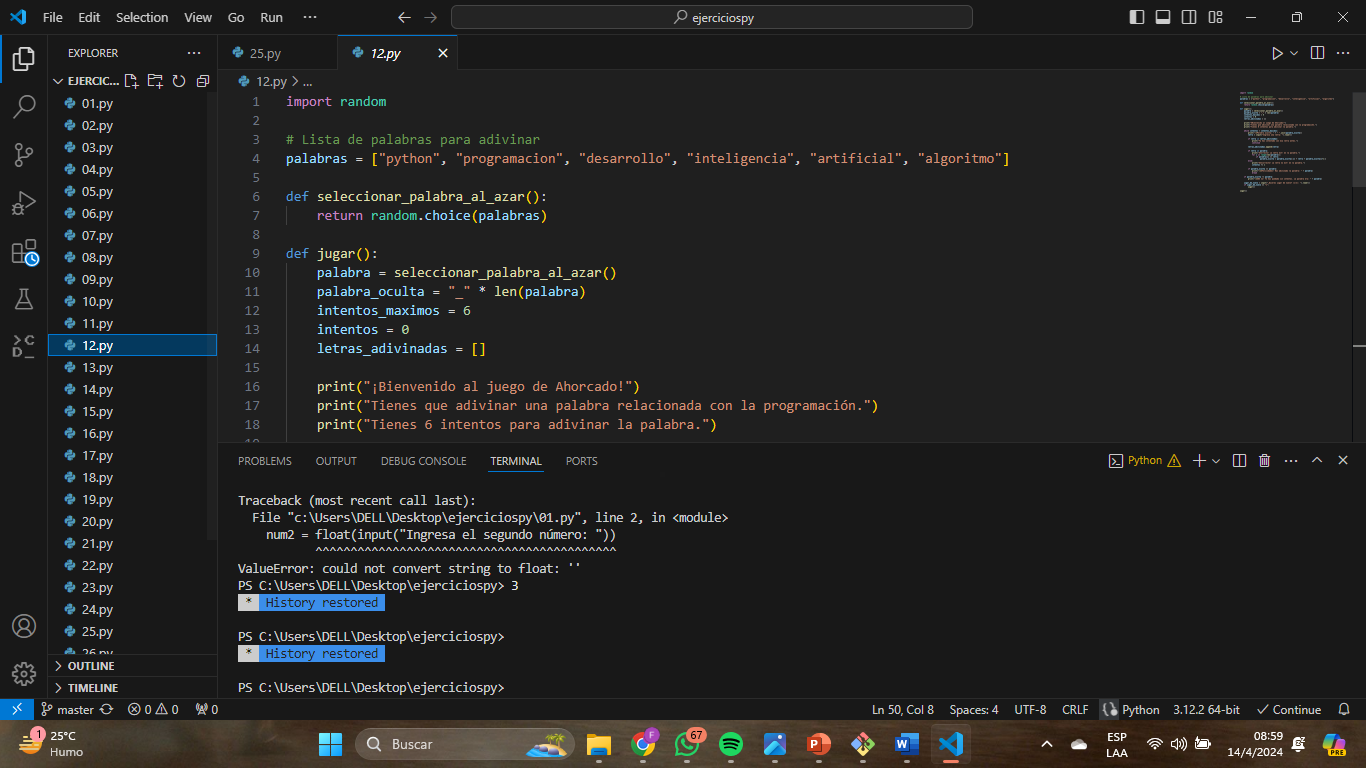 File Edit Selection View Go Run ··· ejerciciospy
EXPLORER ···
25.py 12.py
EJERCIC...
12.py > ...
01.py
02.py
03.py
04.py
05.py
06.py
07.py
08.py
09.py
10.py
11.py
12.py
13.py
14.py
15.py
16.py
17.py
18.py
19.py
20.py
21.py
22.py
23.py
24.py
25.py
26.py
OUTLINE
TIMELINE
1 import random
2
3 # Lista de palabras para adivinar
4 palabras = ["python", "programacion", "desarrollo", "inteligencia", "artificial", "algoritmo"]
5
6 def seleccionar_palabra_al_azar():
7     return random.choice(palabras)
8
9 def jugar():
10     palabra = seleccionar_palabra_al_azar()
11     palabra_oculta = "_" * len(palabra)
12     intentos_maximos = 6
13     intentos = 0
14     letras_adivinadas = []
15
16     print("¡Bienvenido al juego de Ahorcado!")
17     print("Tienes que adivinar una palabra relacionada con la programación.")
18     print("Tienes 6 intentos para adivinar la palabra.")
19
PROBLEMS OUTPUT DEBUG CONSOLE TERMINAL PORTS Python
Traceback (most recent call last):
  File "c:\Users\DELL\Desktop\ejerciciospy\01.py", line 2, in <module>
    num2 = float(input("Ingresa el segundo número: "))
           ^^^^^^^^^^^^^^^^^^^^^^^^^^^^^^^^^^^^^^^^^^^
ValueError: could not convert string to float: ''
PS C:\Users\DELL\Desktop\ejerciciospy> 3
* History restored
PS C:\Users\DELL\Desktop\ejerciciospy>
* History restored
PS C:\Users\DELL\Desktop\ejerciciospy>
master 0 0 0 Ln 50, Col 8 Spaces: 4 UTF-8 CRLF Python 3.12.2 64-bit Continue
1 25°C
Humo
Buscar
F 67
ESP
LAA
08:59
14/4/2024
PRE